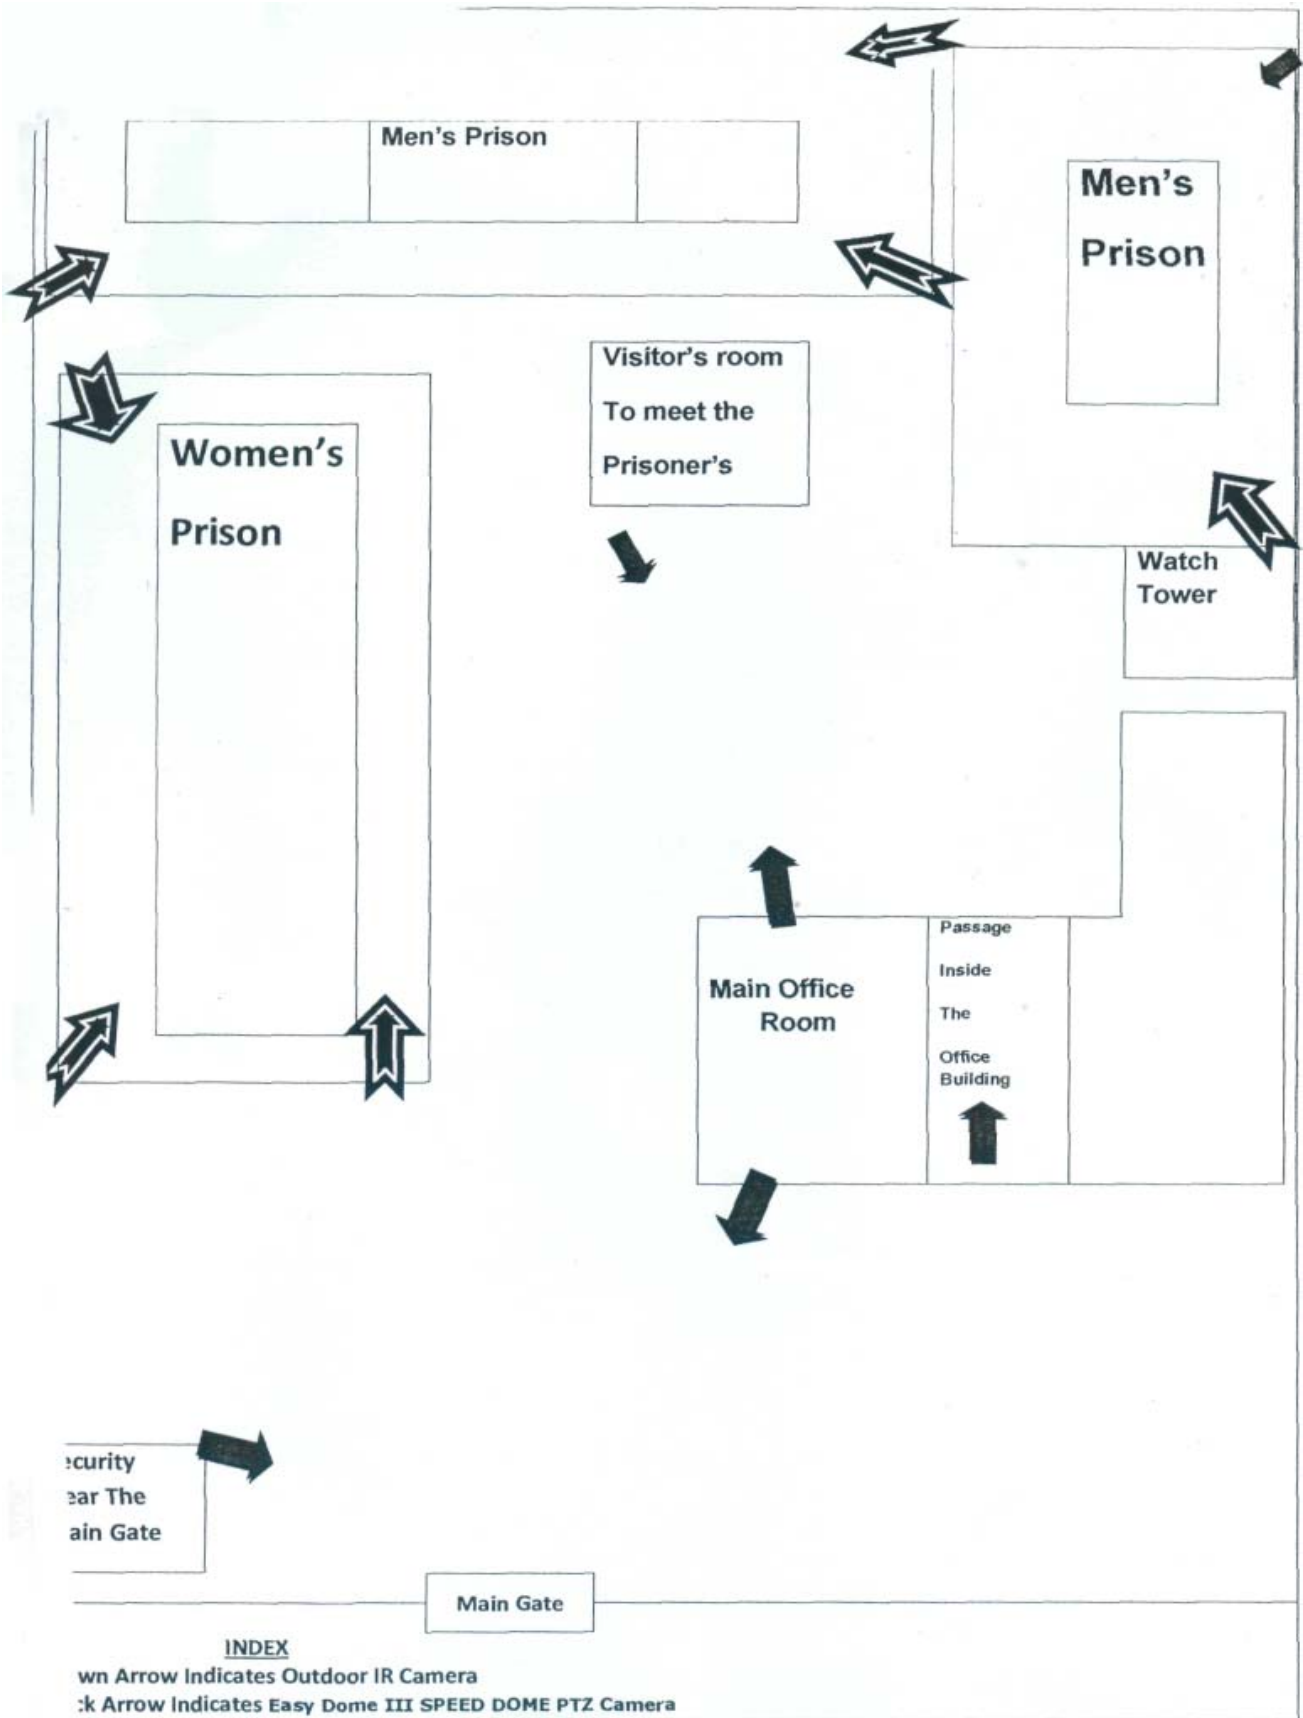 Men's Prison
Men's
Prison
Visitor's room
To meet the
Prisoner's
Women's
Prison
Watch
Tower
Passage
Inside
The
Office
Building
Main Office
Room
ecurity
ear The
ain Gate
Main Gate
INDEX
wn Arrow Indicates Outdoor IR Camera
ck Arrow Indicates Easy Dome III SPEED DOME PTZ Camera